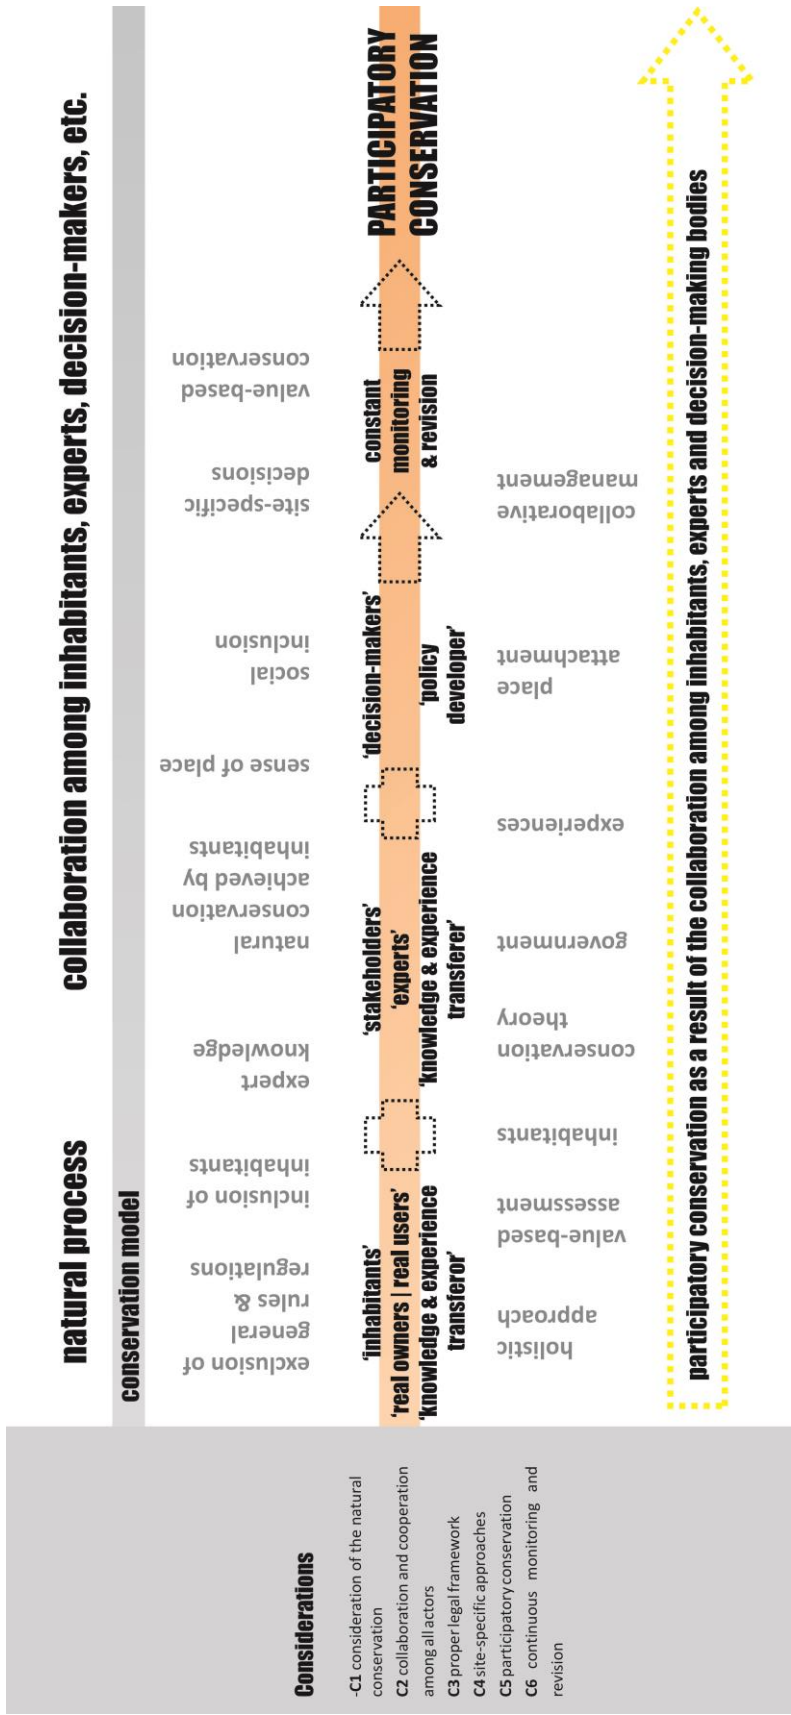 natural process
collaboration among inhabitants, experts, decision-makers, etc.
conservation model
exclusion of
general
rules &
regulations
inclusion of
inhabitants
expert
knowledge
natural
conservation
achieved by
inhabitants
sense of place
social
inclusion
site-specific
decisions
value-based
conservation
Considerations
-C1 consideration of the natural
conservation
C2 collaboration and cooperation
among all actors
C3 proper legal framework
C4 site-specific approaches
C5 participatory conservation
C6 continuous monitoring and
revision
‘inhabitants’
‘real owners | real users’
‘knowledge & experience
transferor’
‘stakeholders’
‘experts’
‘knowledge & experience
transferer’
‘decision-makers’
‘policy
developer’
constant
monitoring
& revision
PARTICIPATORY
CONSERVATION
holistic
approach
value-based-
assessment
inhabitants
conservation
theory
government
experiences
place
attachment
collaborative
management
participatory conservation as a result of the collaboration among inhabitants, experts and decision-making bodies